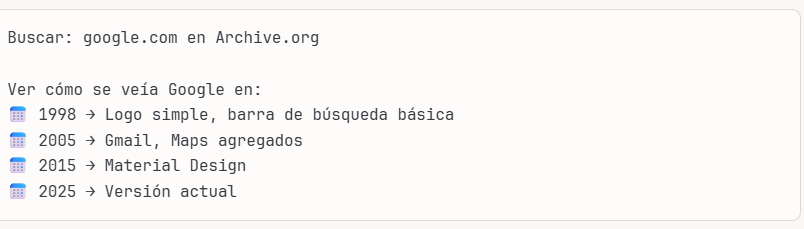 Buscar: google.com en Archive.org
Ver cómo se veía Google en:
📅 1998 → Logo simple, barra de búsqueda básica
📅 2005 → Gmail, Maps agregados
📅 2015 → Material Design
📅 2025 → Versión actual